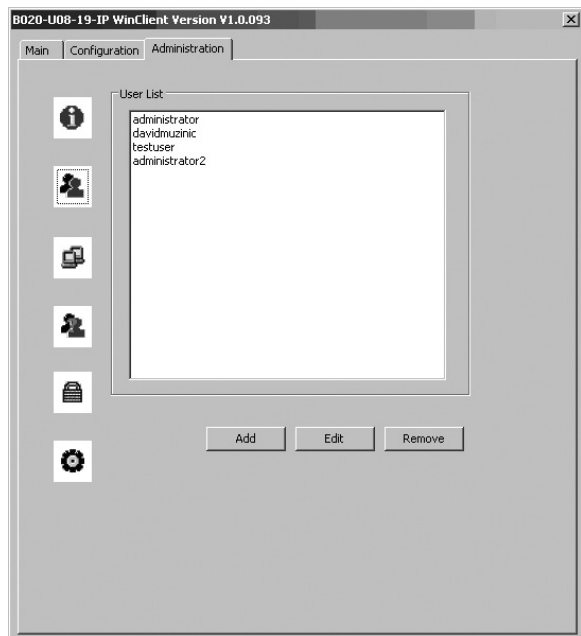 B020-U08-19-IP WinClient Version V1.0.093
Main Configuration Administration
User List
administrator
davidmuzinic
testuser
administrator2
Add Edit Remove